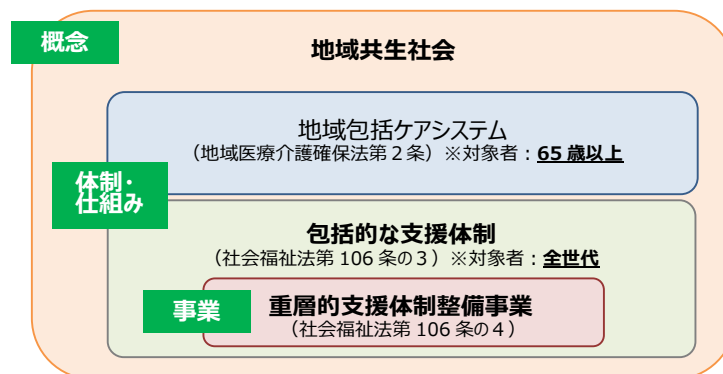 概念
地域共生社会
地域包括ケアシステム
（地域医療介護確保法第２条）※対象者：65 歳以上
体制・
仕組み
包括的な支援体制
（社会福祉法第 106 条の３）※対象者：全世代
事業
重層的支援体制整備事業
（社会福祉法第 106 条の４）